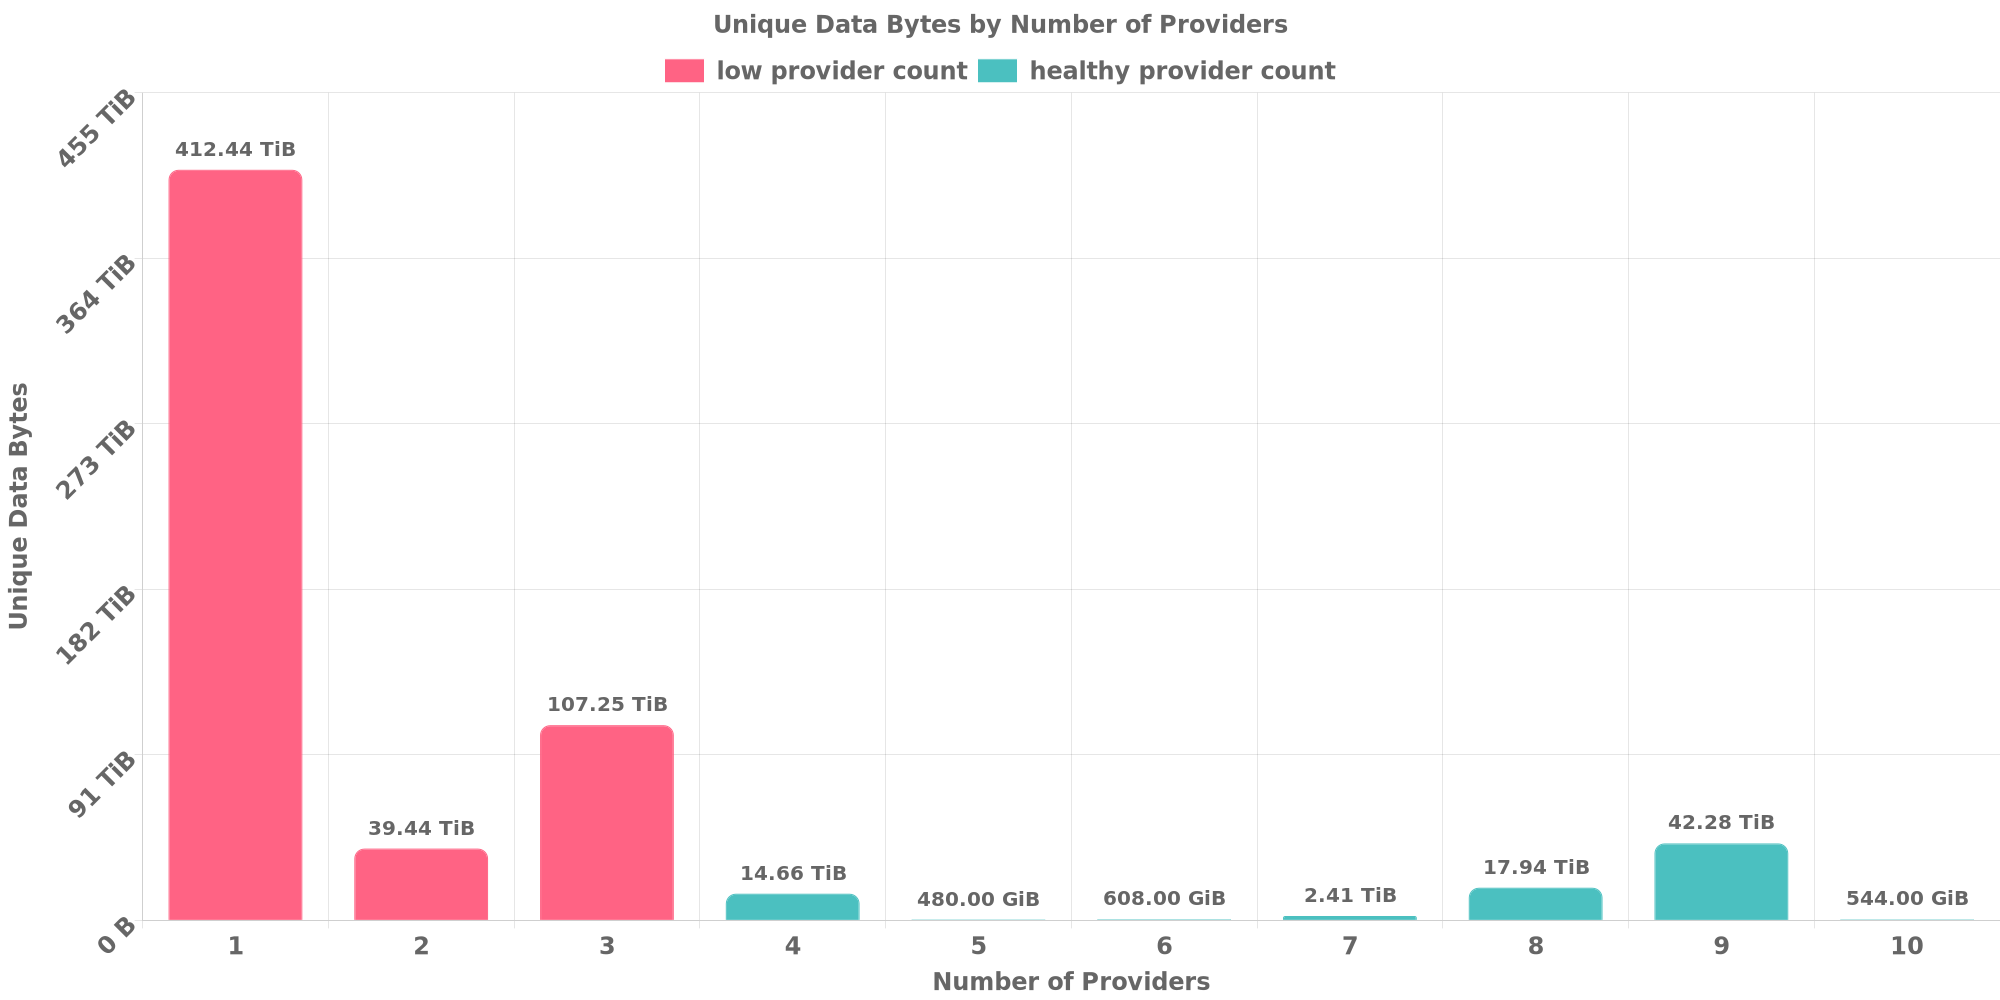 Unique Data Bytes by Number of Providers
low provider count healthy provider count
455 TiB
364 TiB
273 TiB
182 TiB
91 TiB
0 B
Unique Data Bytes
412.44 TiB
39.44 TiB
107.25 TiB
14.66 TiB
480.00 GiB
608.00 GiB
2.41 TiB
17.94 TiB
42.28 TiB
544.00 GiB
1 2 3 4 5 6 7 8 9 10
Number of Providers